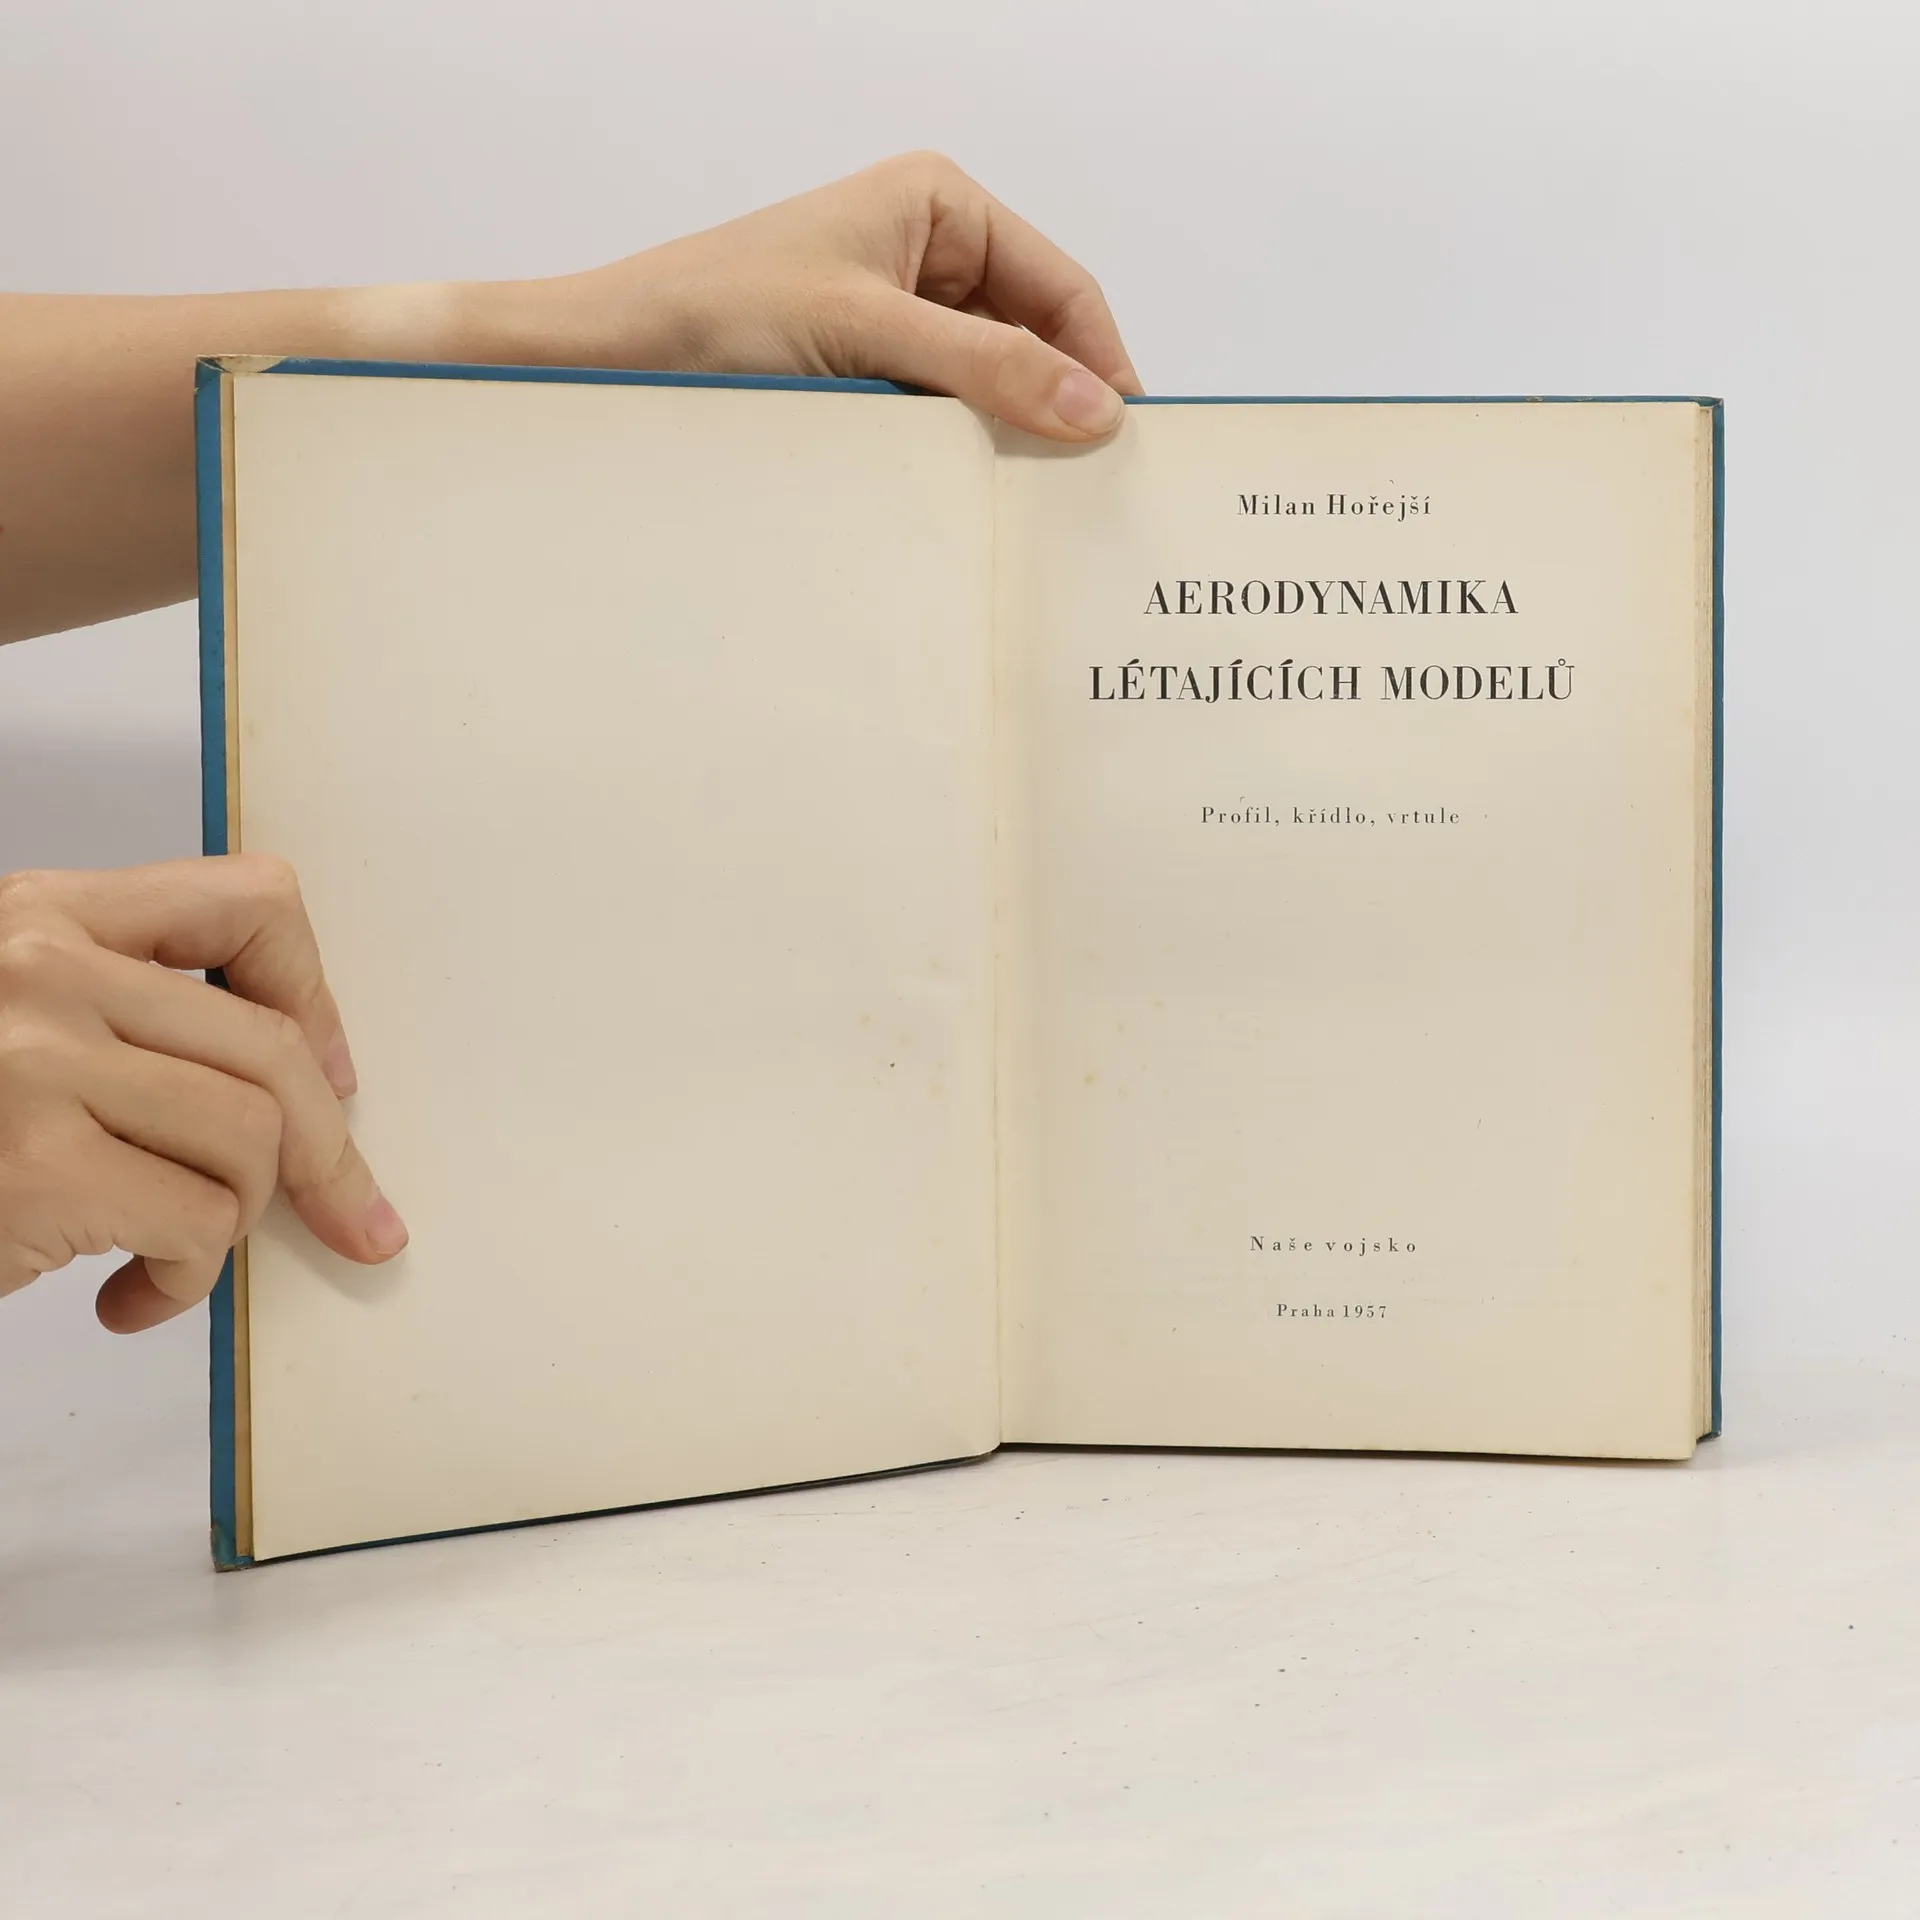 Milan Hořejší
AERODYNAMIKA
LÉTAJÍCÍCH MODELŮ
Profil, křídlo, vrtule
Naše vojsko
Praha 1957